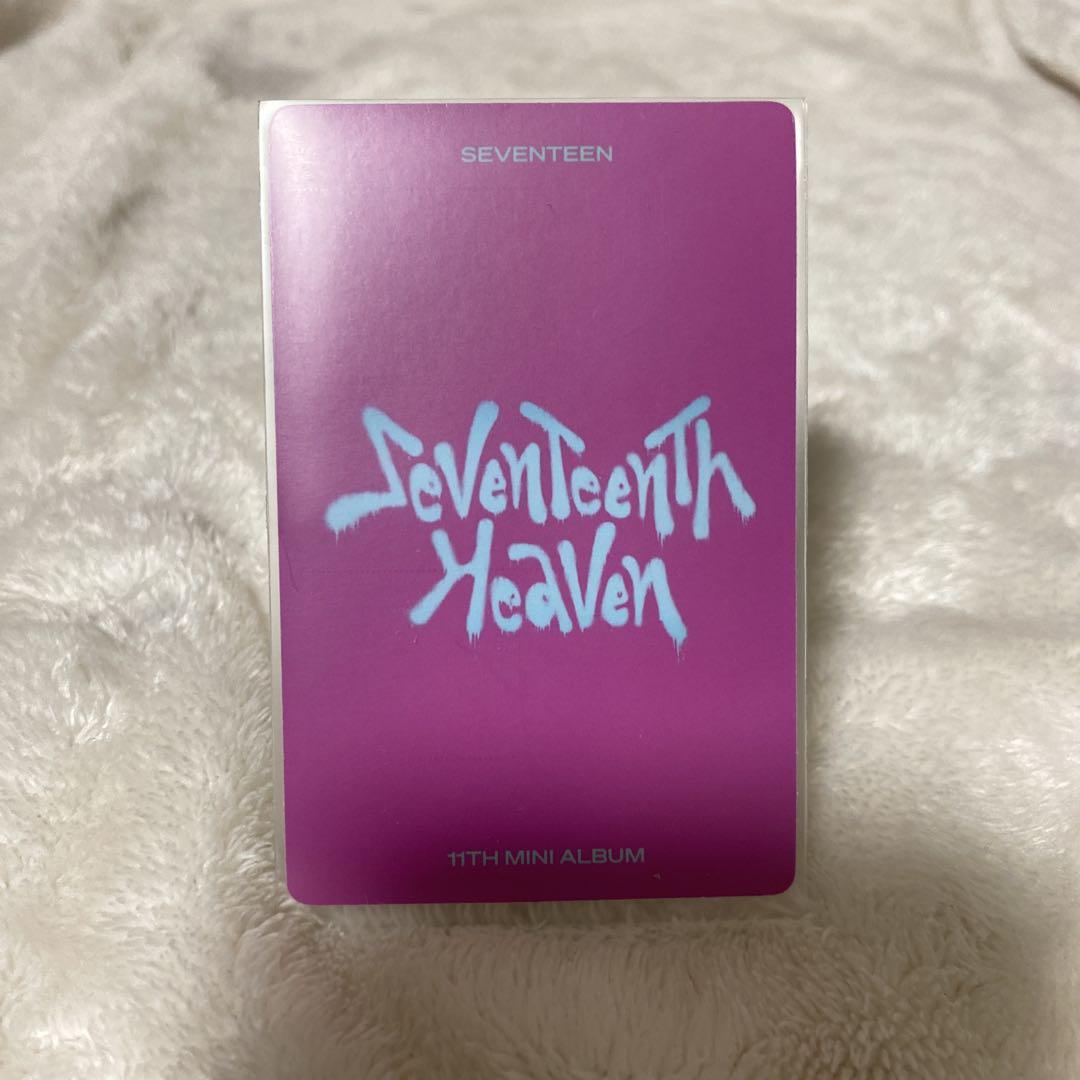 SEVENTEEN
SevenTeenTh
Heaven
11TH MINI ALBUM